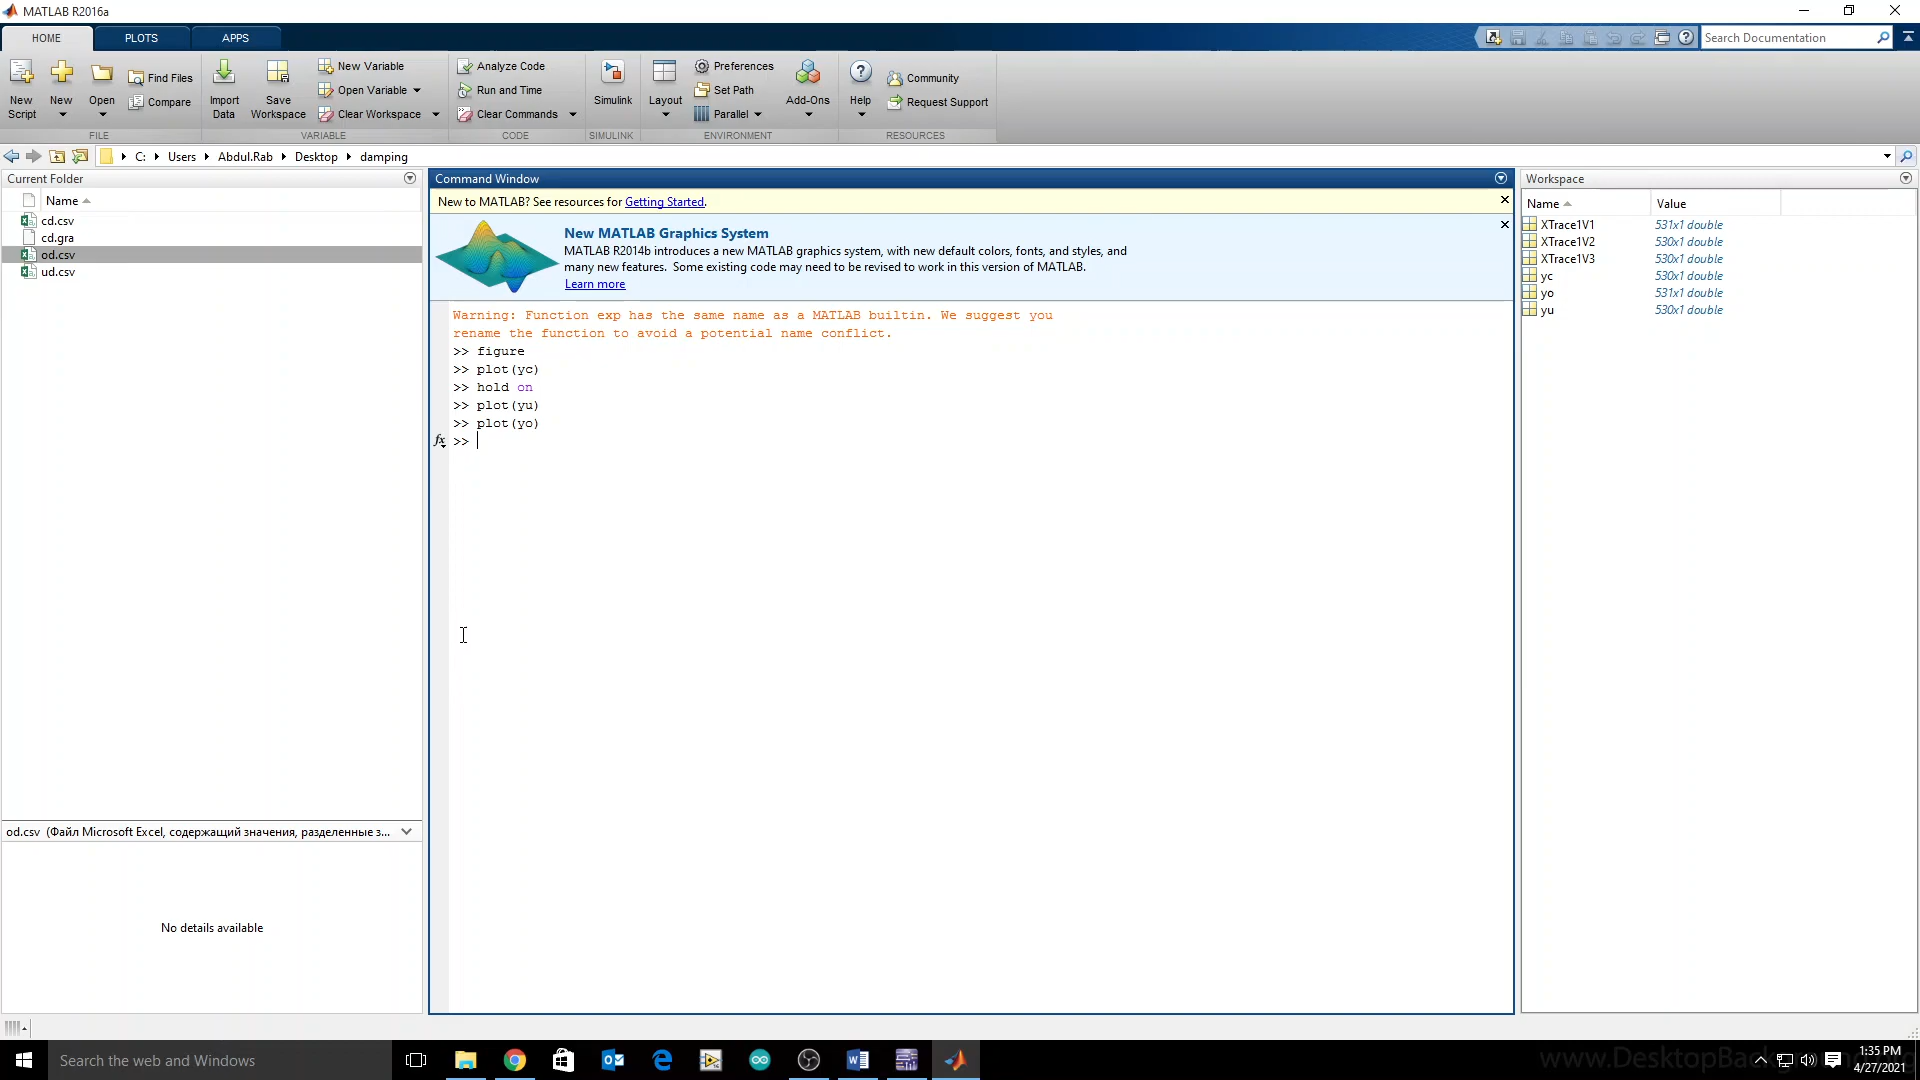 MATLAB R2016a
HOME PLOTS APPS
Search Documentation
New Script
New
Open
Find Files
Compare
Import Data
Save Workspace
New Variable
Open Variable
Clear Workspace
Analyze Code
Run and Time
Clear Commands
Simulink
Layout
Preferences
Set Path
Parallel
Add-Ons
Help
Community
Request Support
FILE VARIABLE CODE SIMULINK ENVIRONMENT RESOURCES
C: Users Abdul.Rab Desktop damping
Current Folder
Name
cd.csv
cd.gra
od.csv
ud.csv
od.csv (Файл Microsoft Excel, содержащий значения, разделенные з...
No details available
Command Window
New to MATLAB? See resources for Getting Started.
New MATLAB Graphics System
MATLAB R2014b introduces a new MATLAB graphics system, with new default colors, fonts, and styles, and
many new features. Some existing code may need to be revised to work in this version of MATLAB.
Learn more
Warning: Function exp has the same name as a MATLAB builtin. We suggest you
rename the function to avoid a potential name conflict.
>> figure
>> plot(yc)
>> hold on
>> plot(yu)
>> plot(yo)
fx >>
Workspace
Name Value
XTrace1V1 531x1 double
XTrace1V2 530x1 double
XTrace1V3 530x1 double
yc 530x1 double
yo 531x1 double
yu 530x1 double
Search the web and Windows
1:35 PM
4/27/2021